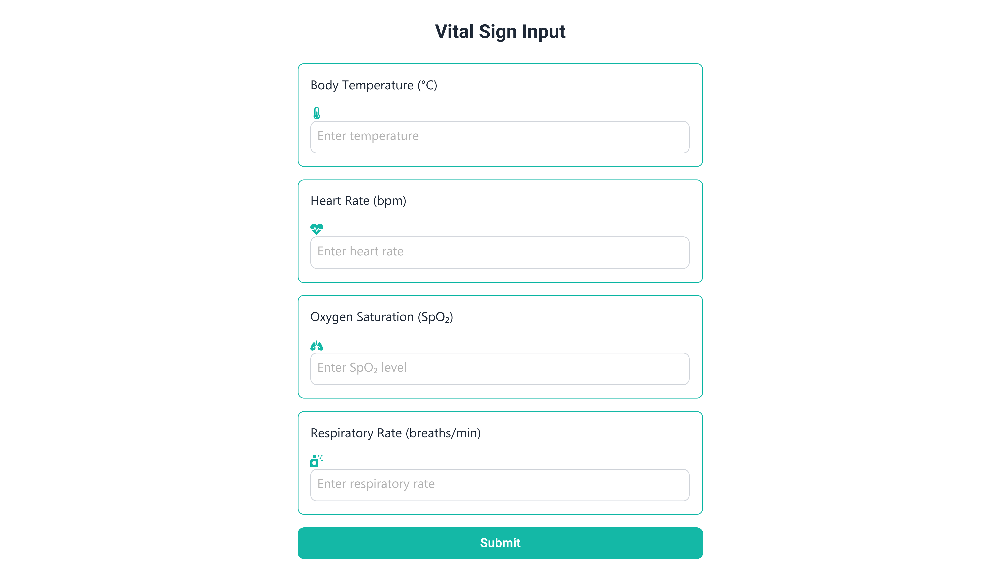 Vital Sign Input
Body Temperature (°C)
Enter temperature
Heart Rate (bpm)
Enter heart rate
Oxygen Saturation (SpO₂)
Enter SpO₂ level
Respiratory Rate (breaths/min)
Enter respiratory rate
Submit